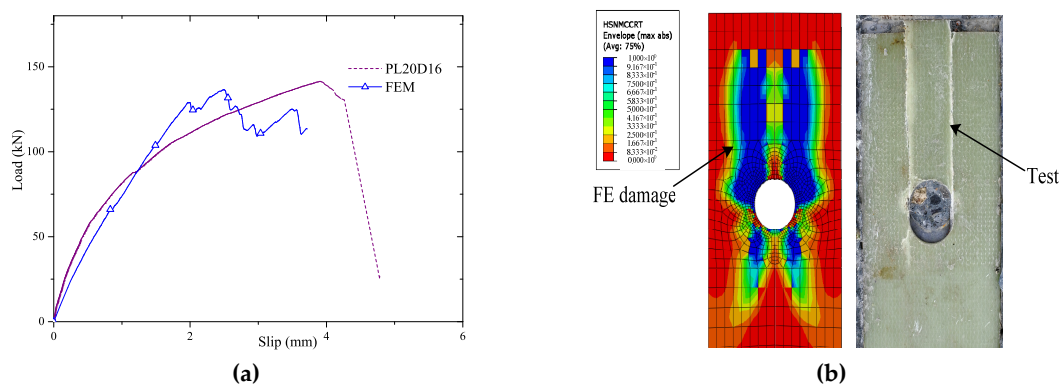 150
100
50
0
0
2
4
6
Load (kN)
Slip (mm)
PL20D16
FEM
(a)
HSNMCCRT
Envelope (max abs)
(Avg: 75%)
FE damage
Test
(b)